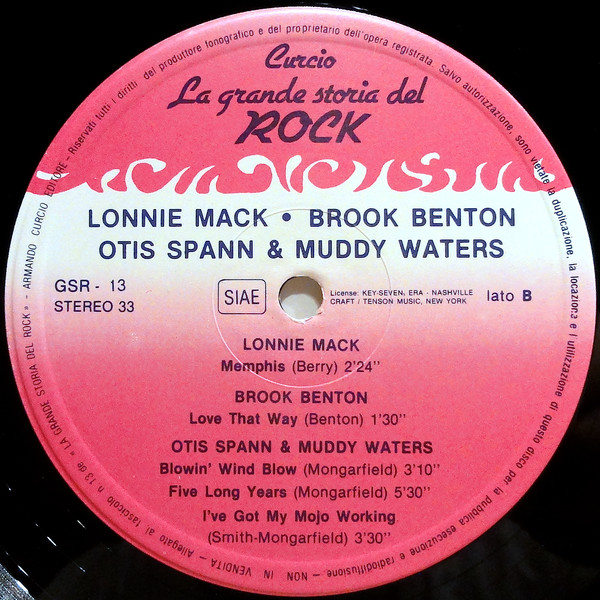 Curcio
La grande storia del
ROCK
LONNIE MACK • BROOK BENTON
OTIS SPANN & MUDDY WATERS
GSR - 13
STEREO 33
SIAE
License: KEY-SEVEN, ERA - NASHVILLE
CRAFT / TENSON MUSIC, NEW YORK
lato B
LONNIE MACK
Memphis (Berry) 2'24"
BROOK BENTON
Love That Way (Benton) 1'30"
OTIS SPANN & MUDDY WATERS
Blowin' Wind Blow (Mongarfield) 3'10"
Five Long Years (Mongarfield) 5'30"
I've Got My Mojo Working
(Smith-Mongarfield) 3'30"
Allegato al fascicolo n. 13 de «LA GRANDE STORIA DEL ROCK» - ARMANDO CURCIO EDITORE - Riservati tutti i diritti del produttore fonografico e del proprietario dell'opera registrata. Salvo autorizzazione, sono vietate la duplicazione, la locazione e l'utilizzazione di questo disco per la pubblica esecuzione e radiodiffusione - NON IN VENDITA -